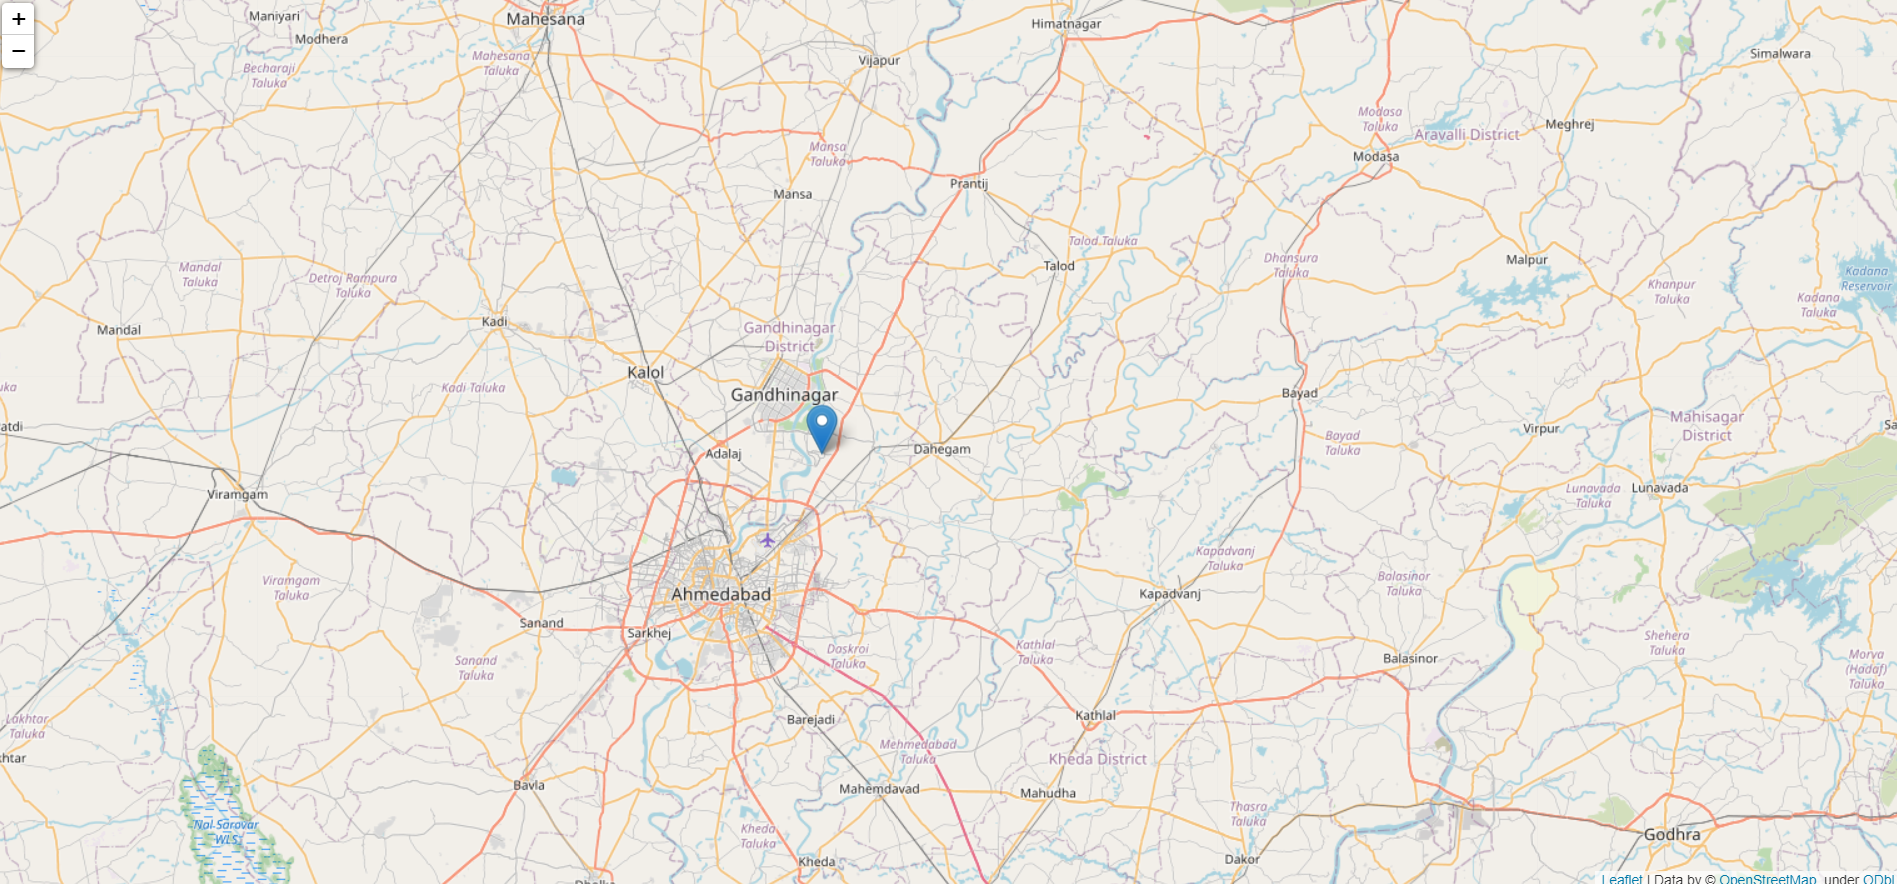 +
−
Maniyari
Mahesana
Himatnagar
Modhera
Simalwara
Mahesana
Taluka
Vijapur
Becharaji
Taluka
Modasa
Taluka
Aravalli District
Meghrej
Mansa
Taluka
Modasa
Prantij
Mansa
Talod Taluka
Dhansura
Taluka
Malpur
Talod
Mandal
Taluka
Detroj Rampura
Taluka
Khanpur
Taluka
Kadana
Reservoir
Kadana
Taluka
Kadi
Mandal
Gandhinagar
District
Kalol
Kadi Taluka
Gandhinagar
Bayad
Mahisagar
District
Virpur
Bayad
Taluka
Adalaj
Dahegam
Viramgam
Lunavada
Taluka
Lunavada
Kapadvanj
Taluka
Viramgam
Taluka
Balasinor
Taluka
Ahmedabad
Kapadvanj
Sanand
Sarkhej
Daskroi
Taluka
Kathlal
Taluka
Shehera
Taluka
Sanand
Taluka
Balasinor
Morva
(Hadaf)
Taluka
Lakhtar
Taluka
Barejadi
Kathlal
Mehmedabad
Taluka
Kheda District
Bavla
Mahemdavad
Mahudha
Thasra
Taluka
Nal Sarovar
WLS
Kheda
Taluka
Godhra
Kheda
Dakor
Leaflet | Data by © OpenStreetMap, under ODbL